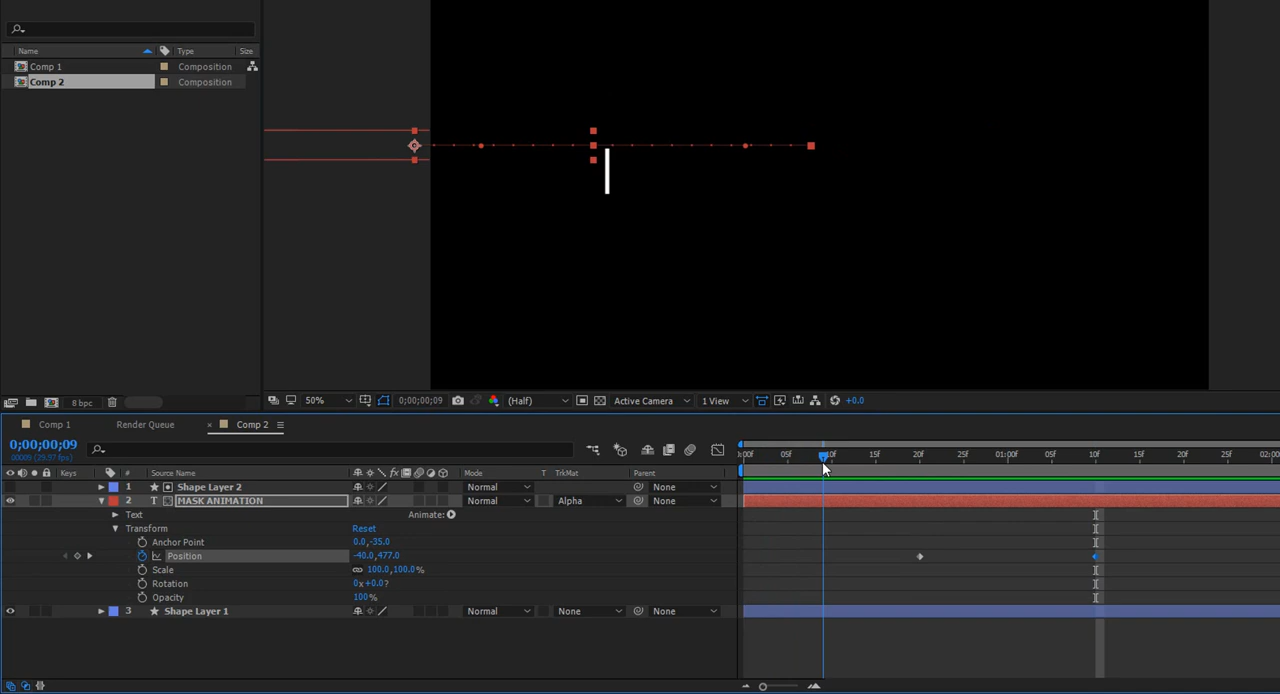 Name Type Size
Comp 1 Composition
Comp 2 Composition
8 bpc
50% 0;00;00;09 (Half) Active Camera 1 View +0.0
Comp 1 Render Queue Comp 2
0;00;00;09
00009 (29.97 fps)
0:00f 05f 10f 15f 20f 25f 01:00f 05f 10f 15f 20f 25f 02:00
Keys # Source Name Mode T TrkMat Parent
1 Shape Layer 2 Normal None
2 MASK ANIMATION Normal Alpha None
Text Animate:
Transform Reset
Anchor Point 0.0,-35.0
Position -40.0,477.0
Scale 100.0,100.0%
Rotation 0x+0.0?
Opacity 100%
3 Shape Layer 1 Normal None None